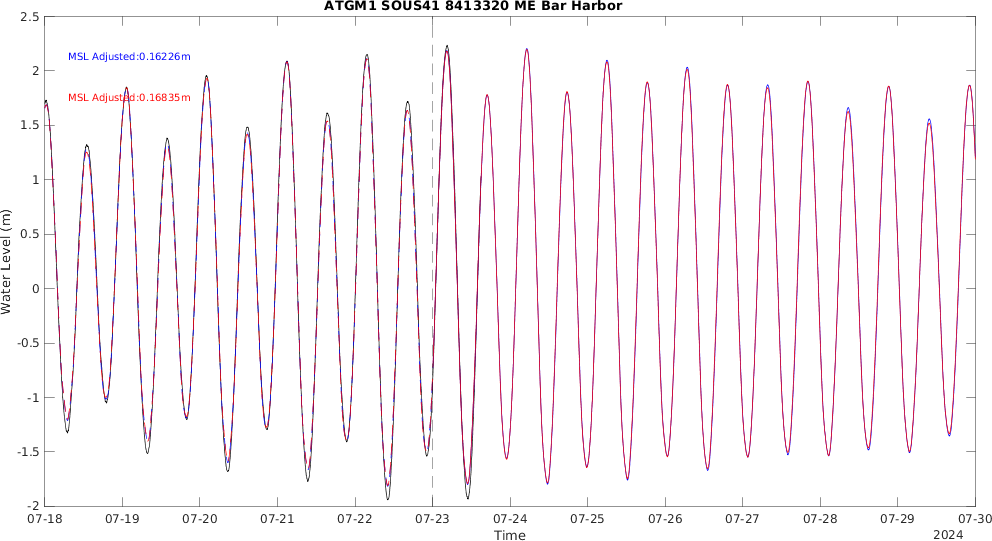 ATGM1 SOUS41 8413320 ME Bar Harbor
2.5
MSL Adjusted:0.16226m
2
MSL Adjusted:0.16835m
1.5
1
0.5
Water Level (m)
0
-0.5
-1
-1.5
-2
07-18 07-19 07-20 07-21 07-22 07-23 07-24 07-25 07-26 07-27 07-28 07-29 07-30
Time
2024